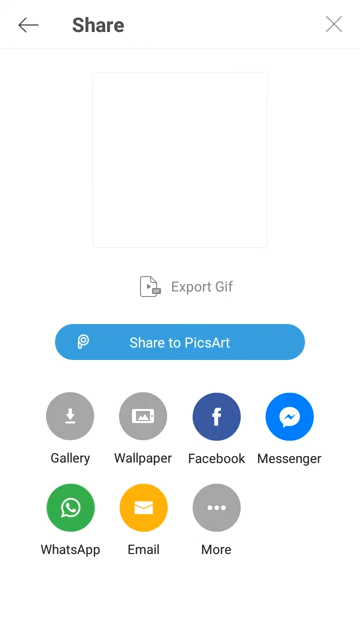 Share
Export Gif
Share to PicsArt
Gallery Wallpaper Facebook Messenger
WhatsApp Email More